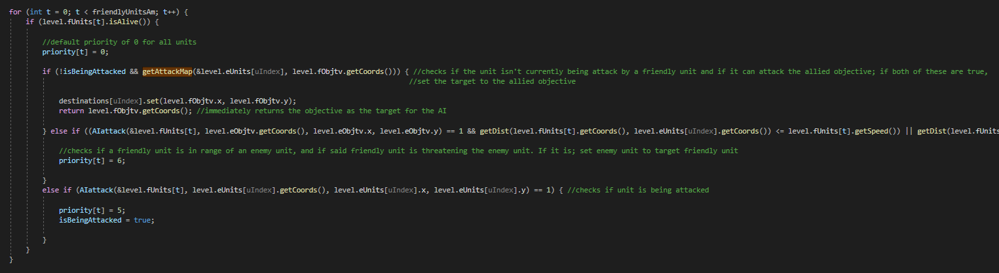 for (int t = 0; t < friendlyUnitsAm; t++) {
if (level.fUnits[t].isAlive()) {
//default priority of 0 for all units
priority[t] = 0;
if (!isBeingAttacked && getAttackMap(&level.eUnits[uIndex], level.fObjtv.getCoords())) { //checks if the unit isn't currently being attack by a friendly unit and if it can attack the allied objective; if both of these are true,
//set the target to the allied objective
destinations[uIndex].set(level.fObjtv.x, level.fObjtv.y);
return level.fObjtv.getCoords(); //immediately returns the objective as the target for the AI
} else if ((AIattack(&level.fUnits[t], level.eObjtv.getCoords(), level.eObjtv.x, level.eObjtv.y) == 1 && getDist(level.fUnits[t].getCoords(), level.eUnits[uIndex].getCoords()) <= level.fUnits[t].getSpeed()) || getDist(level.fUnits
//checks if a friendly unit is in range of an enemy unit, and if said friendly unit is threatening the enemy unit. If it is; set enemy unit to target friendly unit
priority[t] = 6;
}
else if (AIattack(&level.fUnits[t], level.eUnits[uIndex].getCoords(), level.eUnits[uIndex].x, level.eUnits[uIndex].y) == 1) { //checks if unit is being attacked
priority[t] = 5;
isBeingAttacked = true;
}
}
}